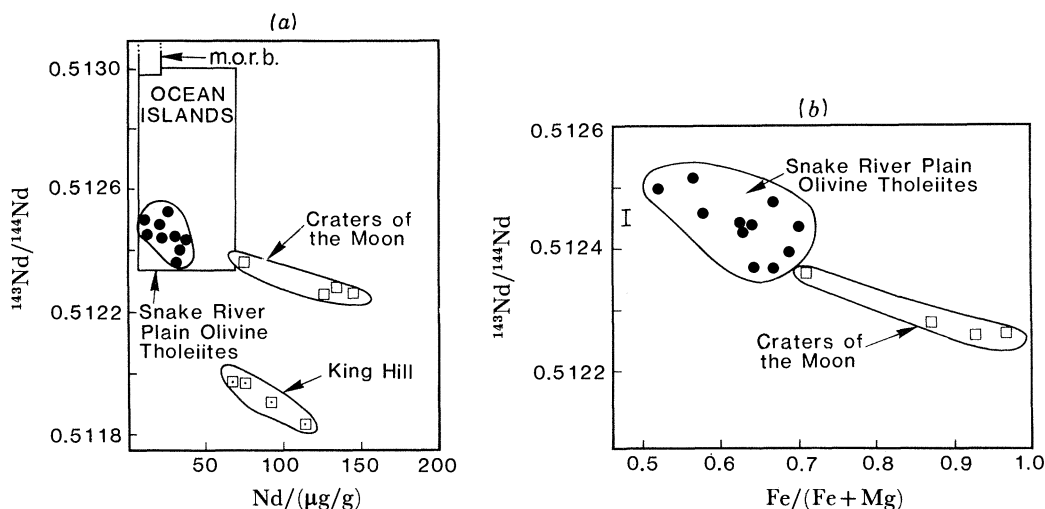 (a)
m.o.r.b.
0.5130
OCEAN
ISLANDS
0.5126
Craters of
the Moon
0.5122
Snake River
Plain Olivine
Tholeiites
King Hill
0.5118
50
100
150
200
¹⁴³Nd/¹⁴⁴Nd
Nd/(μg/g)
(b)
0.5126
Snake River Plain
Olivine Tholeiites
0.5124
Craters of
the Moon
0.5122
0.5
0.6
0.7
0.8
0.9
1.0
¹⁴³Nd/¹⁴⁴Nd
Fe/(Fe+Mg)